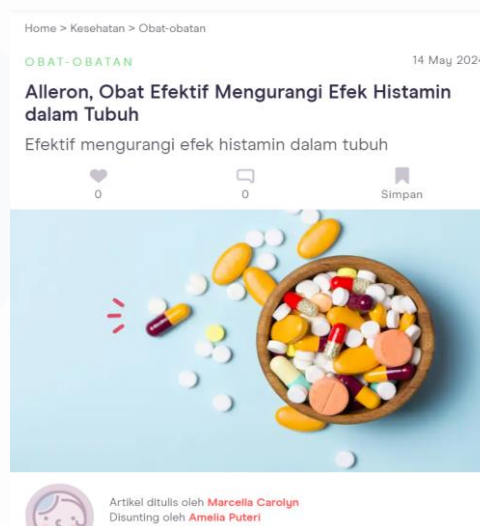 Home > Kesehatan > Obat-obatan
OBAT-OBATAN
14 May 2024
Alleron, Obat Efektif Mengurangi Efek Histamin
dalam Tubuh
Efektif mengurangi efek histamin dalam tubuh
0
0
Simpan
Artikel ditulis oleh Marcella Carolyn
Disunting oleh Amelia Puteri